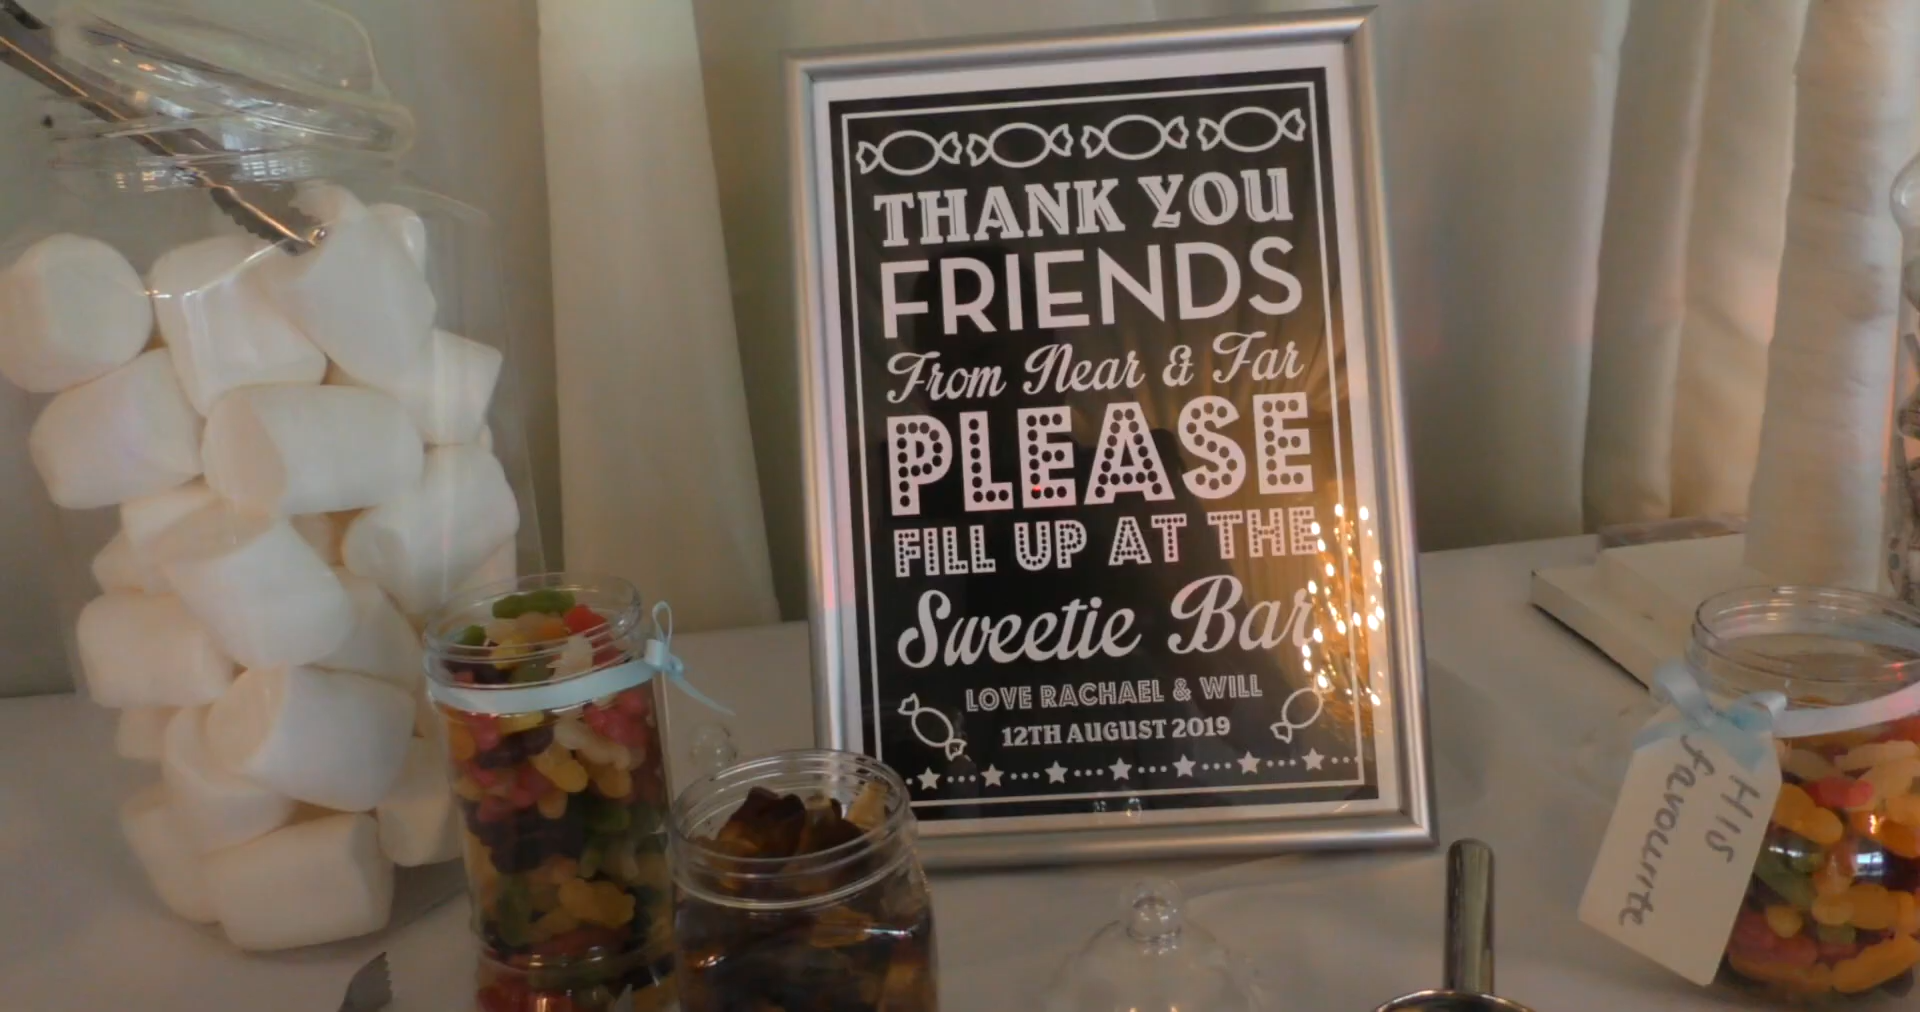 THANK YOU
FRIENDS
From Near & Far
PLEASE
FILL UP AT THE
Sweetie Bar
LOVE RACHAEL & WILL
12TH AUGUST 2019
HIS
favourite